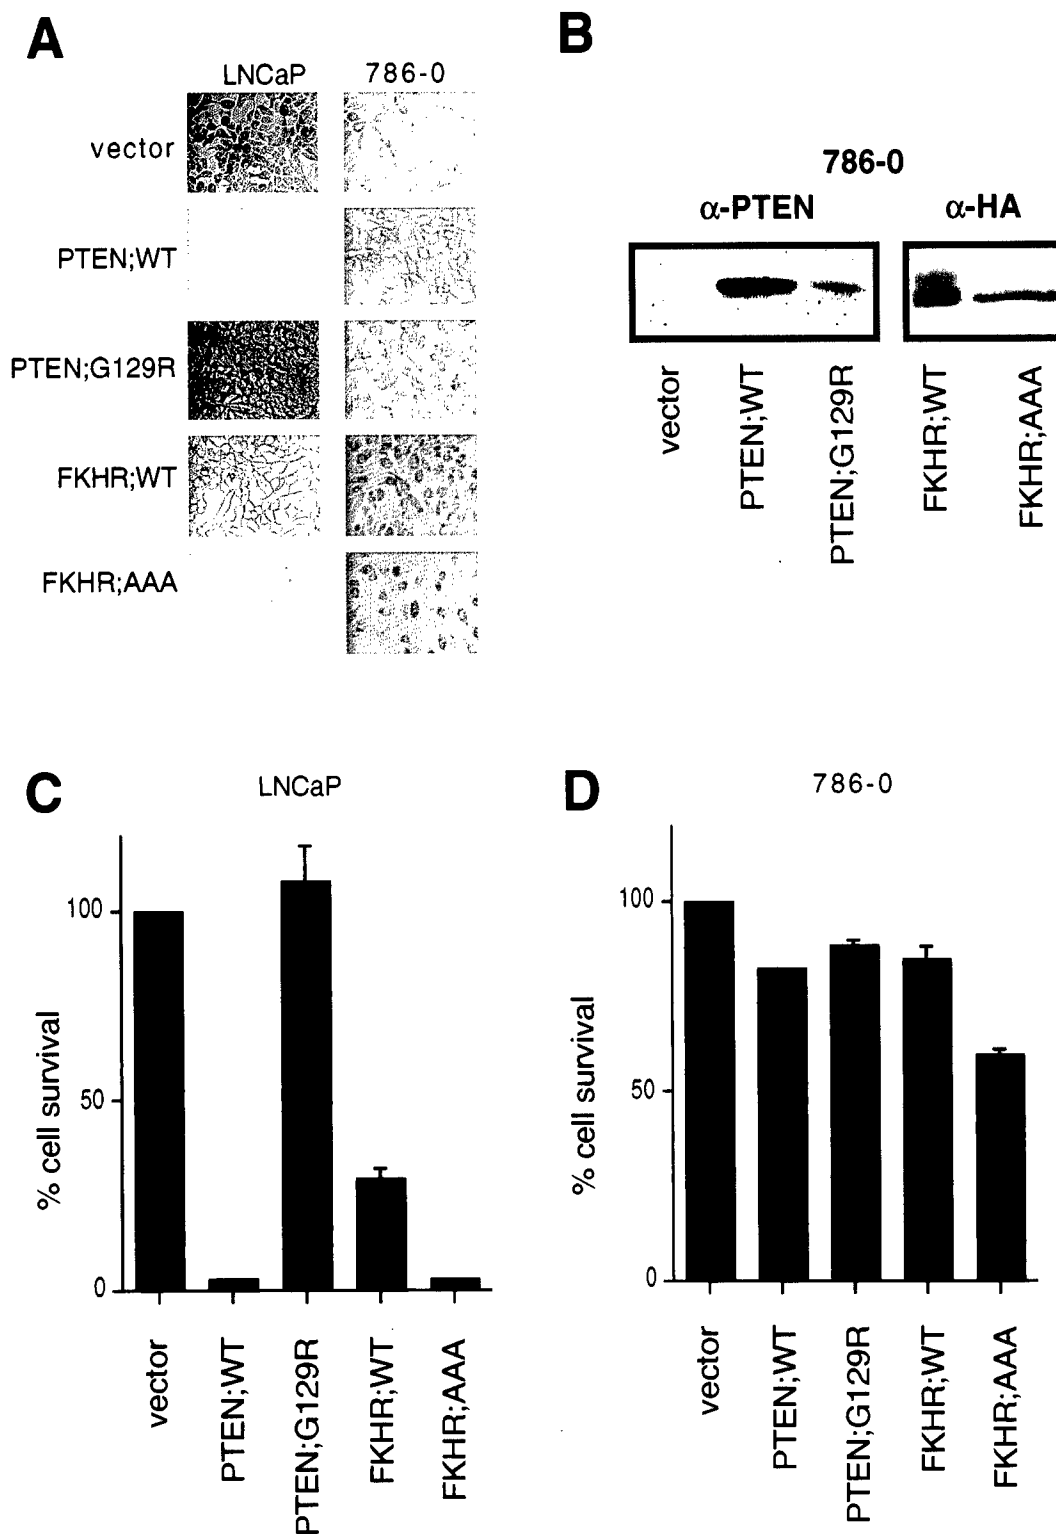 A
LNCaP 786-0
vector
PTEN;WT
PTEN;G129R
FKHR;WT
FKHR;AAA
B
786-0
α-PTEN α-HA
vector
PTEN;WT
PTEN;G129R
FKHR;WT
FKHR;AAA
C
LNCaP
% cell survival
100
50
0
vector
PTEN;WT
PTEN;G129R
FKHR;WT
FKHR;AAA
D
786-0
% cell survival
100
50
0
vector
PTEN;WT
PTEN;G129R
FKHR;WT
FKHR;AAA